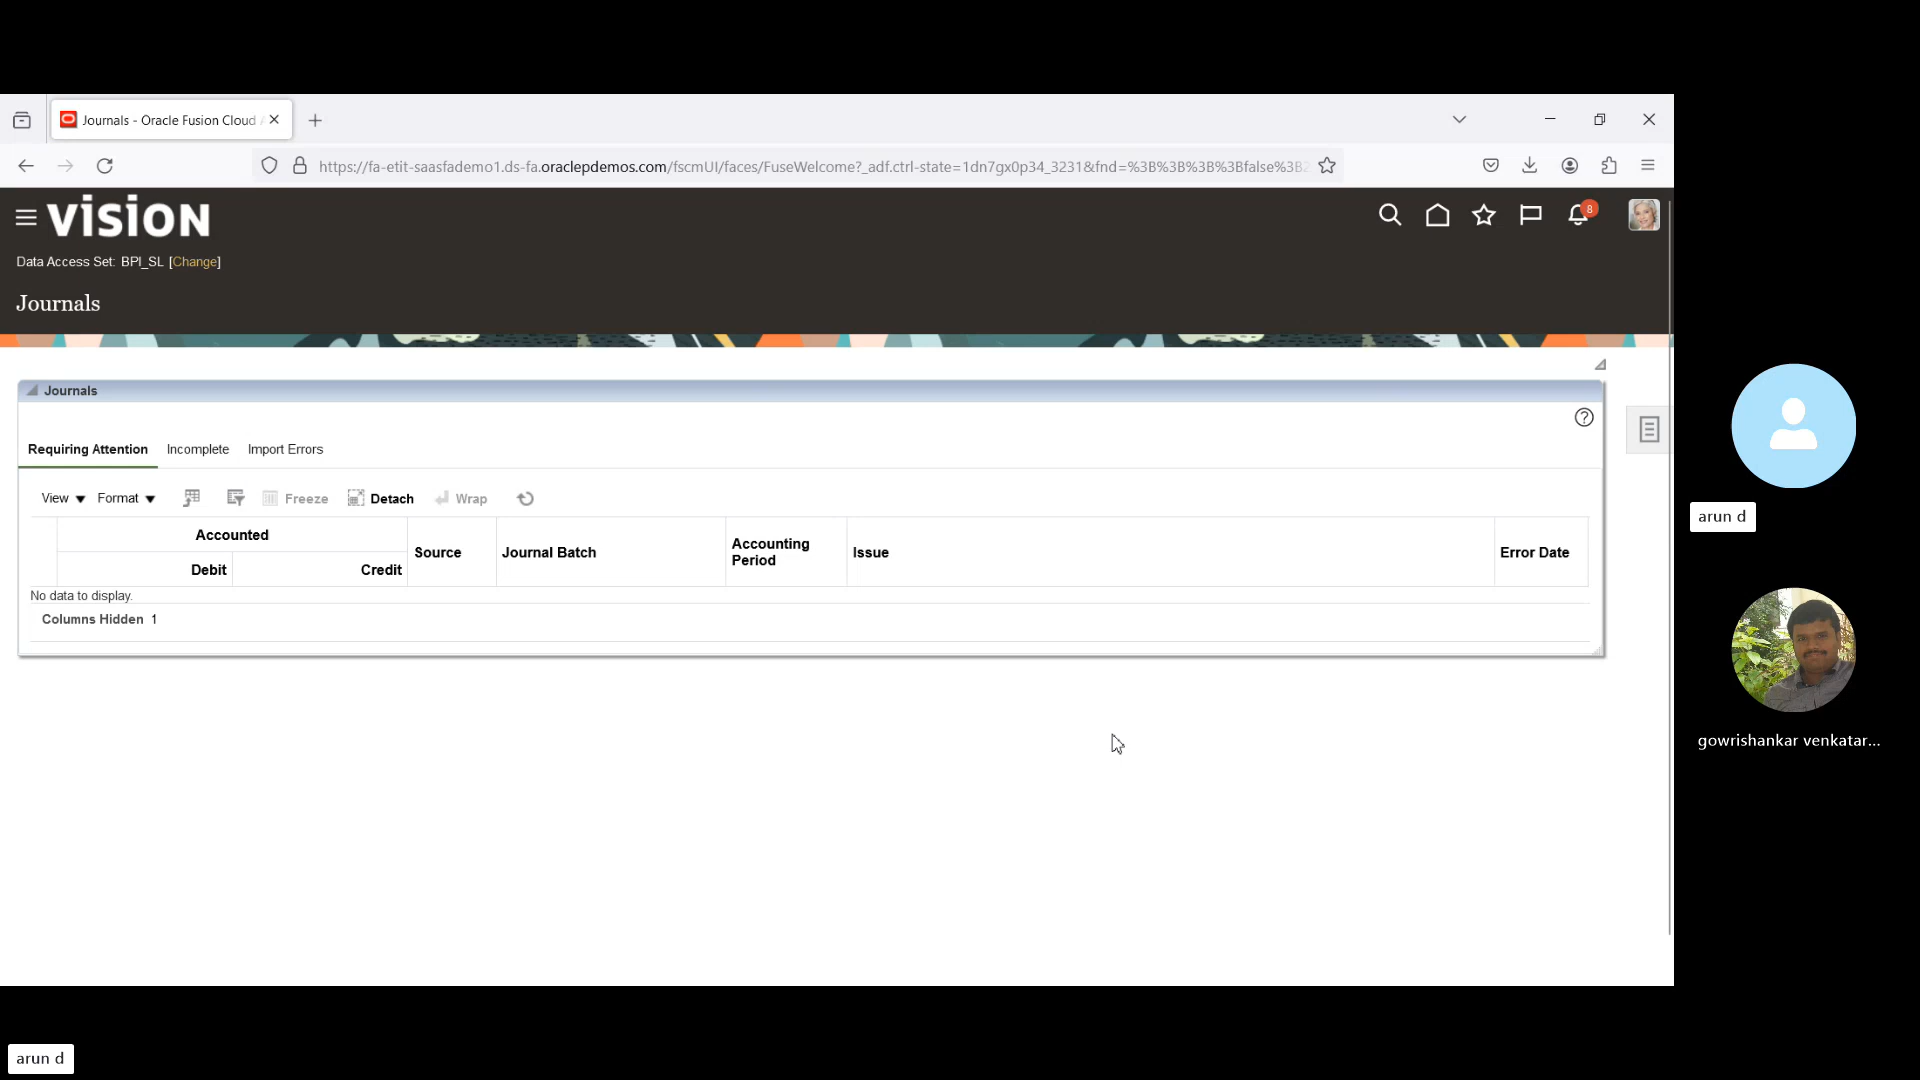 Journals - Oracle Fusion Cloud A
https://fa-etit-saasfademo1.ds-fa.oraclepdemos.com/fscmUI/faces/FuseWelcome?_adf.ctrl-state=1dn7gx0p34_3231&fnd=%3B%3B%3B%3Bfalse%3B2
VISION
8
Data Access Set: BPI_SL [Change]
Journals
Journals
Requiring Attention Incomplete Import Errors
View Format Freeze Detach Wrap
Accounted
Debit Credit Source Journal Batch Accounting Period Issue Error Date
No data to display.
Columns Hidden 1
arun d
gowrishankar venkatar...
arun d